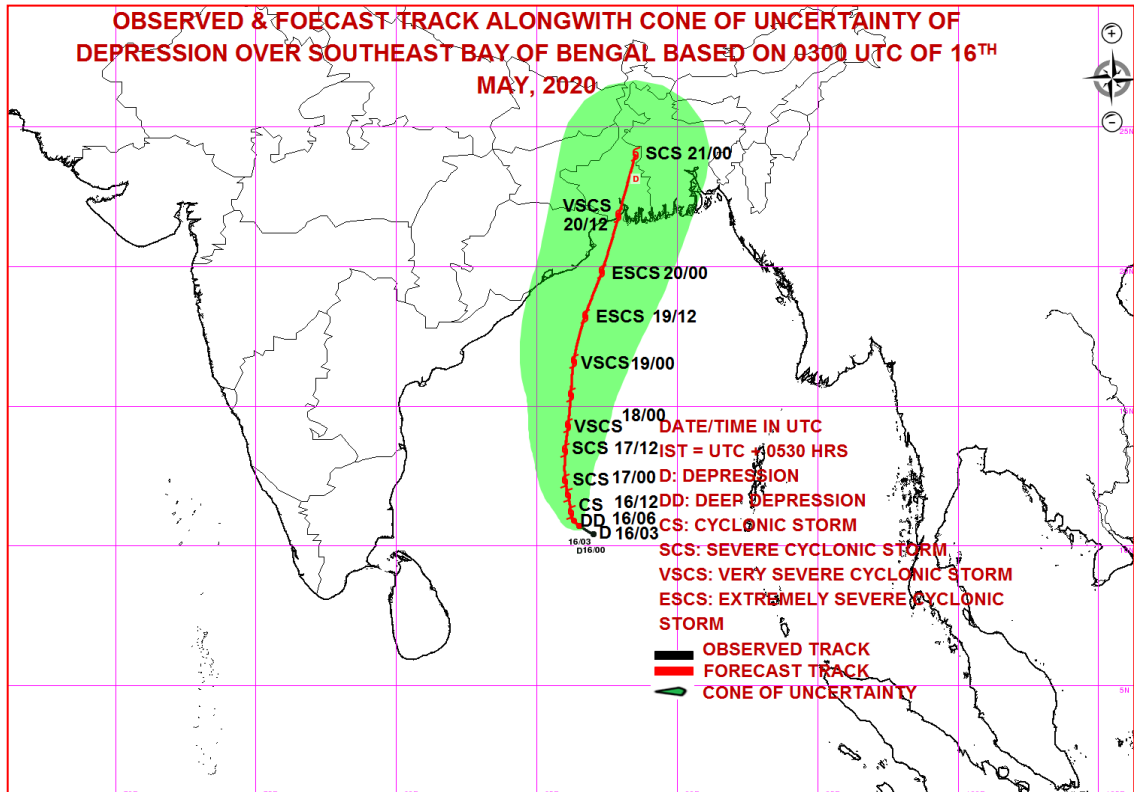 OBSERVED & FOECAST TRACK ALONGWITH CONE OF UNCERTAINTY OF
DEPRESSION OVER SOUTHEAST BAY OF BENGAL BASED ON 0300 UTC OF 16TH
MAY, 2020
25N
SCS 21/00
D
VSCS
20/12
ESCS 20/00
ESCS 19/12
VSCS 19/00
VSCS 18/00
SCS 17/12
SCS 17/00
CS 16/12
DD 16/06
D 16/03
16/03
D16/00
DATE/TIME IN UTC
IST = UTC + 0530 HRS
D: DEPRESSION
DD: DEEP DEPRESSION
CS: CYCLONIC STORM
SCS: SEVERE CYCLONIC STORM
VSCS: VERY SEVERE CYCLONIC STORM
ESCS: EXTREMELY SEVERE CYCLONIC
STORM
OBSERVED TRACK
FORECAST TRACK
CONE OF UNCERTAINTY
5N